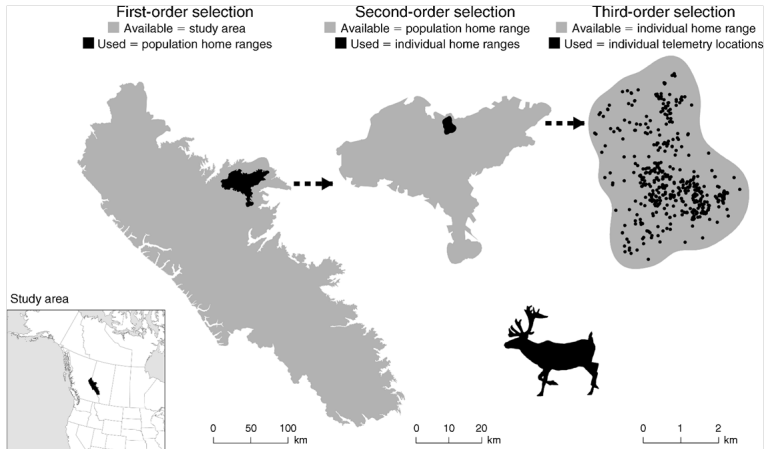 First-order selection
Available = study area
Used = population home ranges
Second-order selection
Available = population home range
Used = individual home ranges
Third-order selection
Available = individual home range
Used = individual telemetry locations
Study area
0 50 100
km
0 10 20
km
0 1 2
km